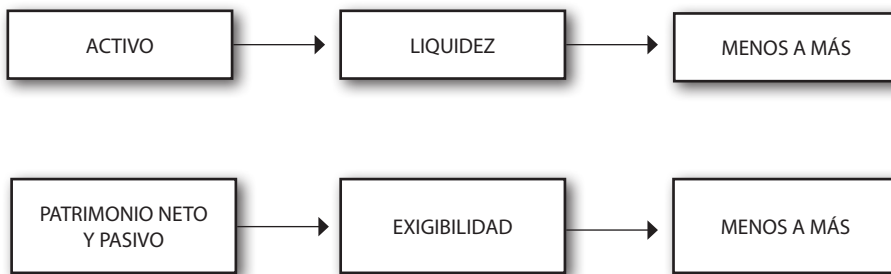 ACTIVO
LIQUIDEZ
MENOS A MÁS
PATRIMONIO NETO
Y PASIVO
EXIGIBILIDAD
MENOS A MÁS